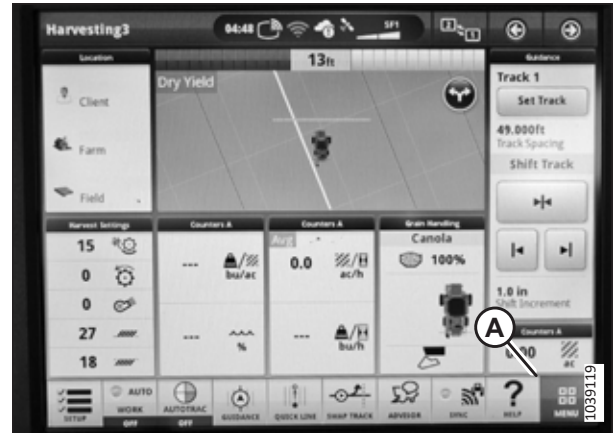 Harvesting3
04:48
SF1
2
1
Location
Client
Farm
Field
13ft
Dry Yield
Guidance
Track 1
Set Track
49.000ft
Track Spacing
Shift Track
1.0 in
Shift Increment
Harvest Settings
15
0
0
27
18
Counters A
---
bu/ac
---
%
Counters A
Avg
0.0
ac/h
---
bu/h
Grain Handling
Canola
100%
A
Counters A
0.00
ac
SETUP
AUTO
WORK
OFF
AUTOTRAC
OFF
GUIDANCE
QUICK LINE
SWAP TRACK
ADVISOR
SYNC
?
HELP
MENU
1039119